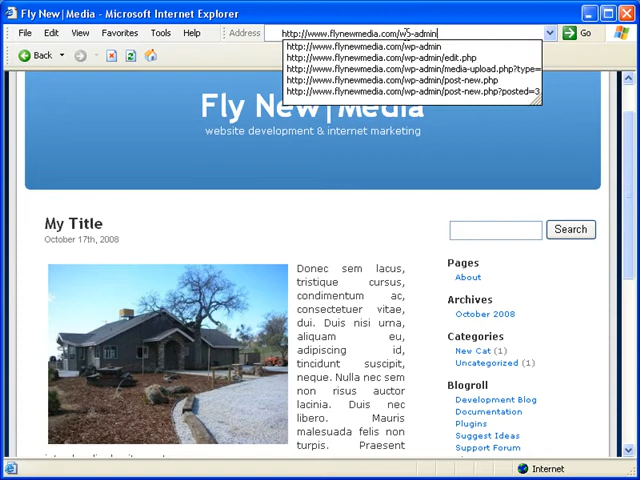 Fly New|Media - Microsoft Internet Explorer
File Edit View Favorites Tools Help
Address http://www.flynewmedia.com/w5-admin Go
Back
http://www.flynewmedia.com/wp-admin
http://www.flynewmedia.com/wp-admin/edit.php
http://www.flynewmedia.com/wp-admin/media-upload.php?type=
http://www.flynewmedia.com/wp-admin/post-new.php
http://www.flynewmedia.com/wp-admin/post-new.php?posted=3
Fly New|Media
website development & internet marketing
My Title
October 17th, 2008
Donec sem lacus,
tristique cursus,
condimentum ac,
consectetuer vitae,
dui. Duis nisi urna,
aliquam eu,
adipiscing id,
tincidunt suscipit,
neque. Nulla nec sem
non risus auctor
lacinia. Duis nec
libero. Mauris
malesuada felis non
turpis. Praesent
Search
Pages
About
Archives
October 2008
Categories
New Cat (1)
Uncategorized (1)
Blogroll
Development Blog
Documentation
Plugins
Suggest Ideas
Support Forum
Internet